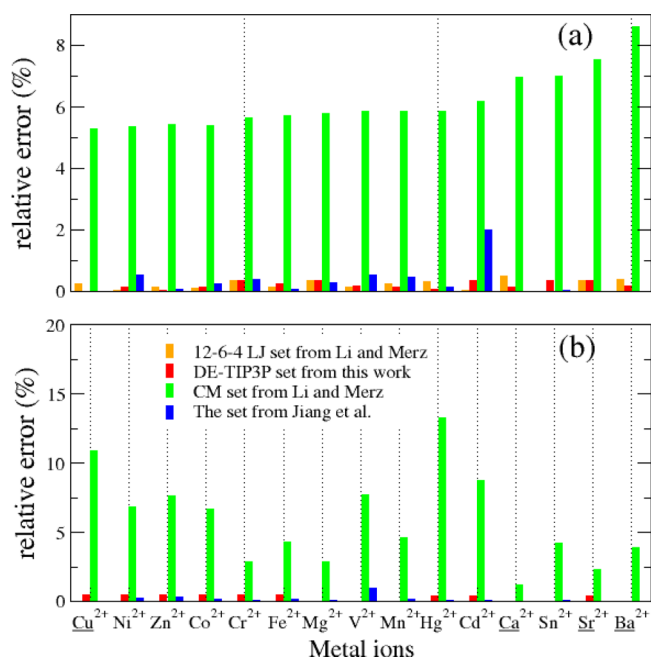 (a)
8
6
4
2
0
relative error (%)
(b)
20
15
10
5
0
relative error (%)
12-6-4 LJ set from Li and Merz
DE-TIP3P set from this work
CM set from Li and Merz
The set from Jiang et al.
Cu2+ Ni2+ Zn2+ Co2+ Cr2+ Fe2+ Mg2+ V2+ Mn2+ Hg2+ Cd2+ Ca2+ Sn2+ Sr2+ Ba2+
Metal ions